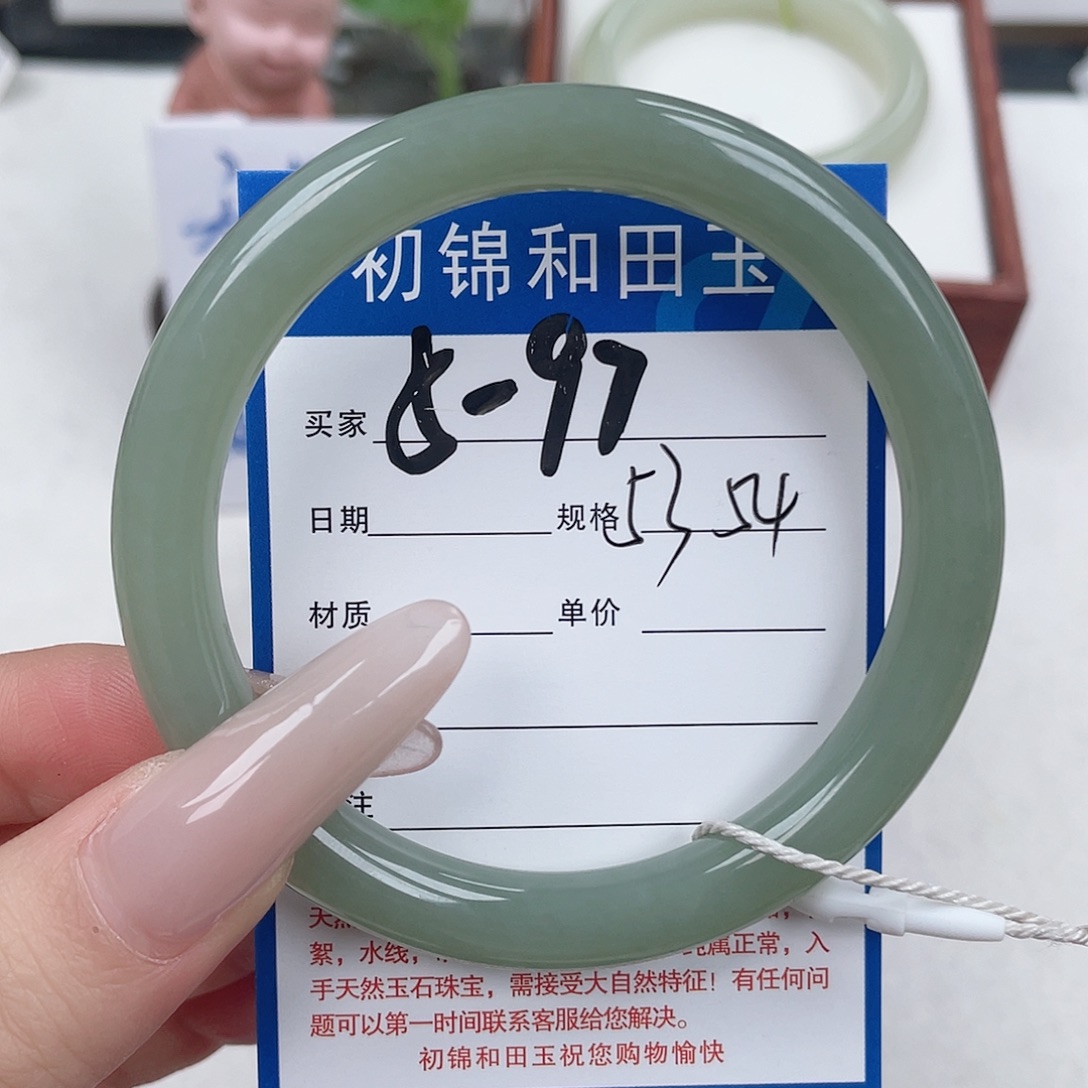 初锦和田玉
买家 8-97
日期 规格 53 54
材质 单价
注
天然
絮，水线，纯属正常，入
手天然玉石珠宝，需接受大自然特征！有任何问
题可以第一时间联系客服给您解决。
初锦和田玉祝您购物愉快